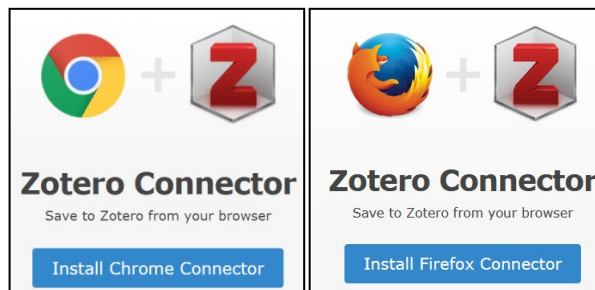 Z
Zotero Connector
Save to Zotero from your browser
Install Chrome Connector
Z
Zotero Connector
Save to Zotero from your browser
Install Firefox Connector